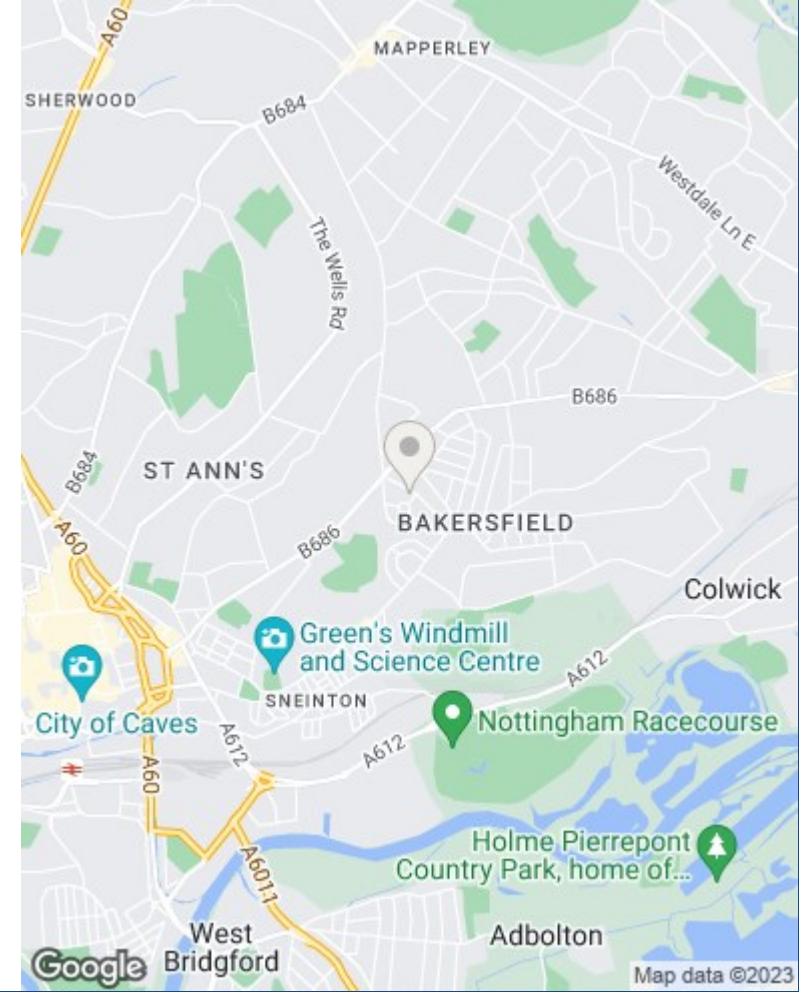 A60
MAPPERLEY
SHERWOOD
B684
Westdale Ln E
The Wells Rd
B686
B684
ST ANN'S
A60
BAKERSFIELD
B686
Colwick
Green's Windmill
and Science Centre
A612
SNEINTON
City of Caves
Nottingham Racecourse
A612
A612
A60
Holme Pierrepont
Country Park, home of...
A6011
West
Bridgford
Adbolton
Google
Map data ©2023